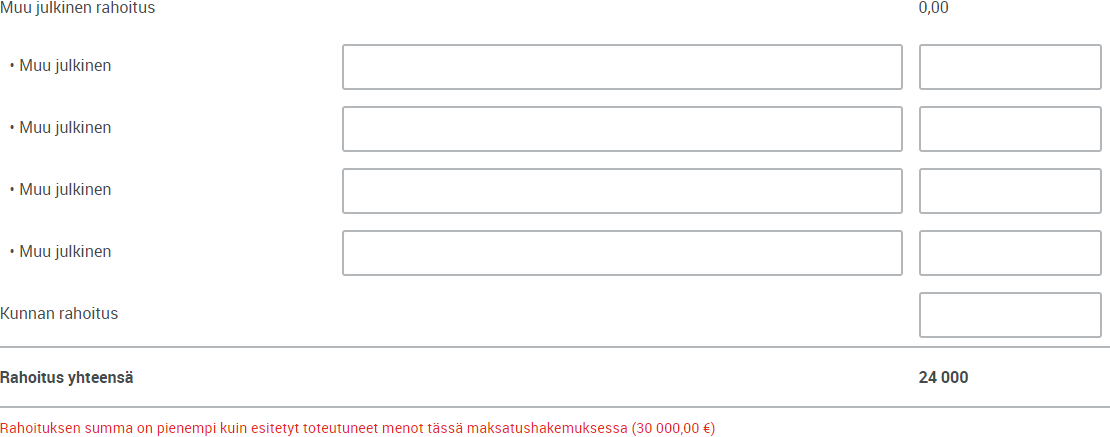 Muu julkinen rahoitus 0,00
• Muu julkinen
• Muu julkinen
• Muu julkinen
• Muu julkinen
Kunnan rahoitus
Rahoitus yhteensä 24 000
Rahoituksen summa on pienempi kuin esitetyt toteutuneet menot tässä maksatushakemuksessa (30 000,00 €)